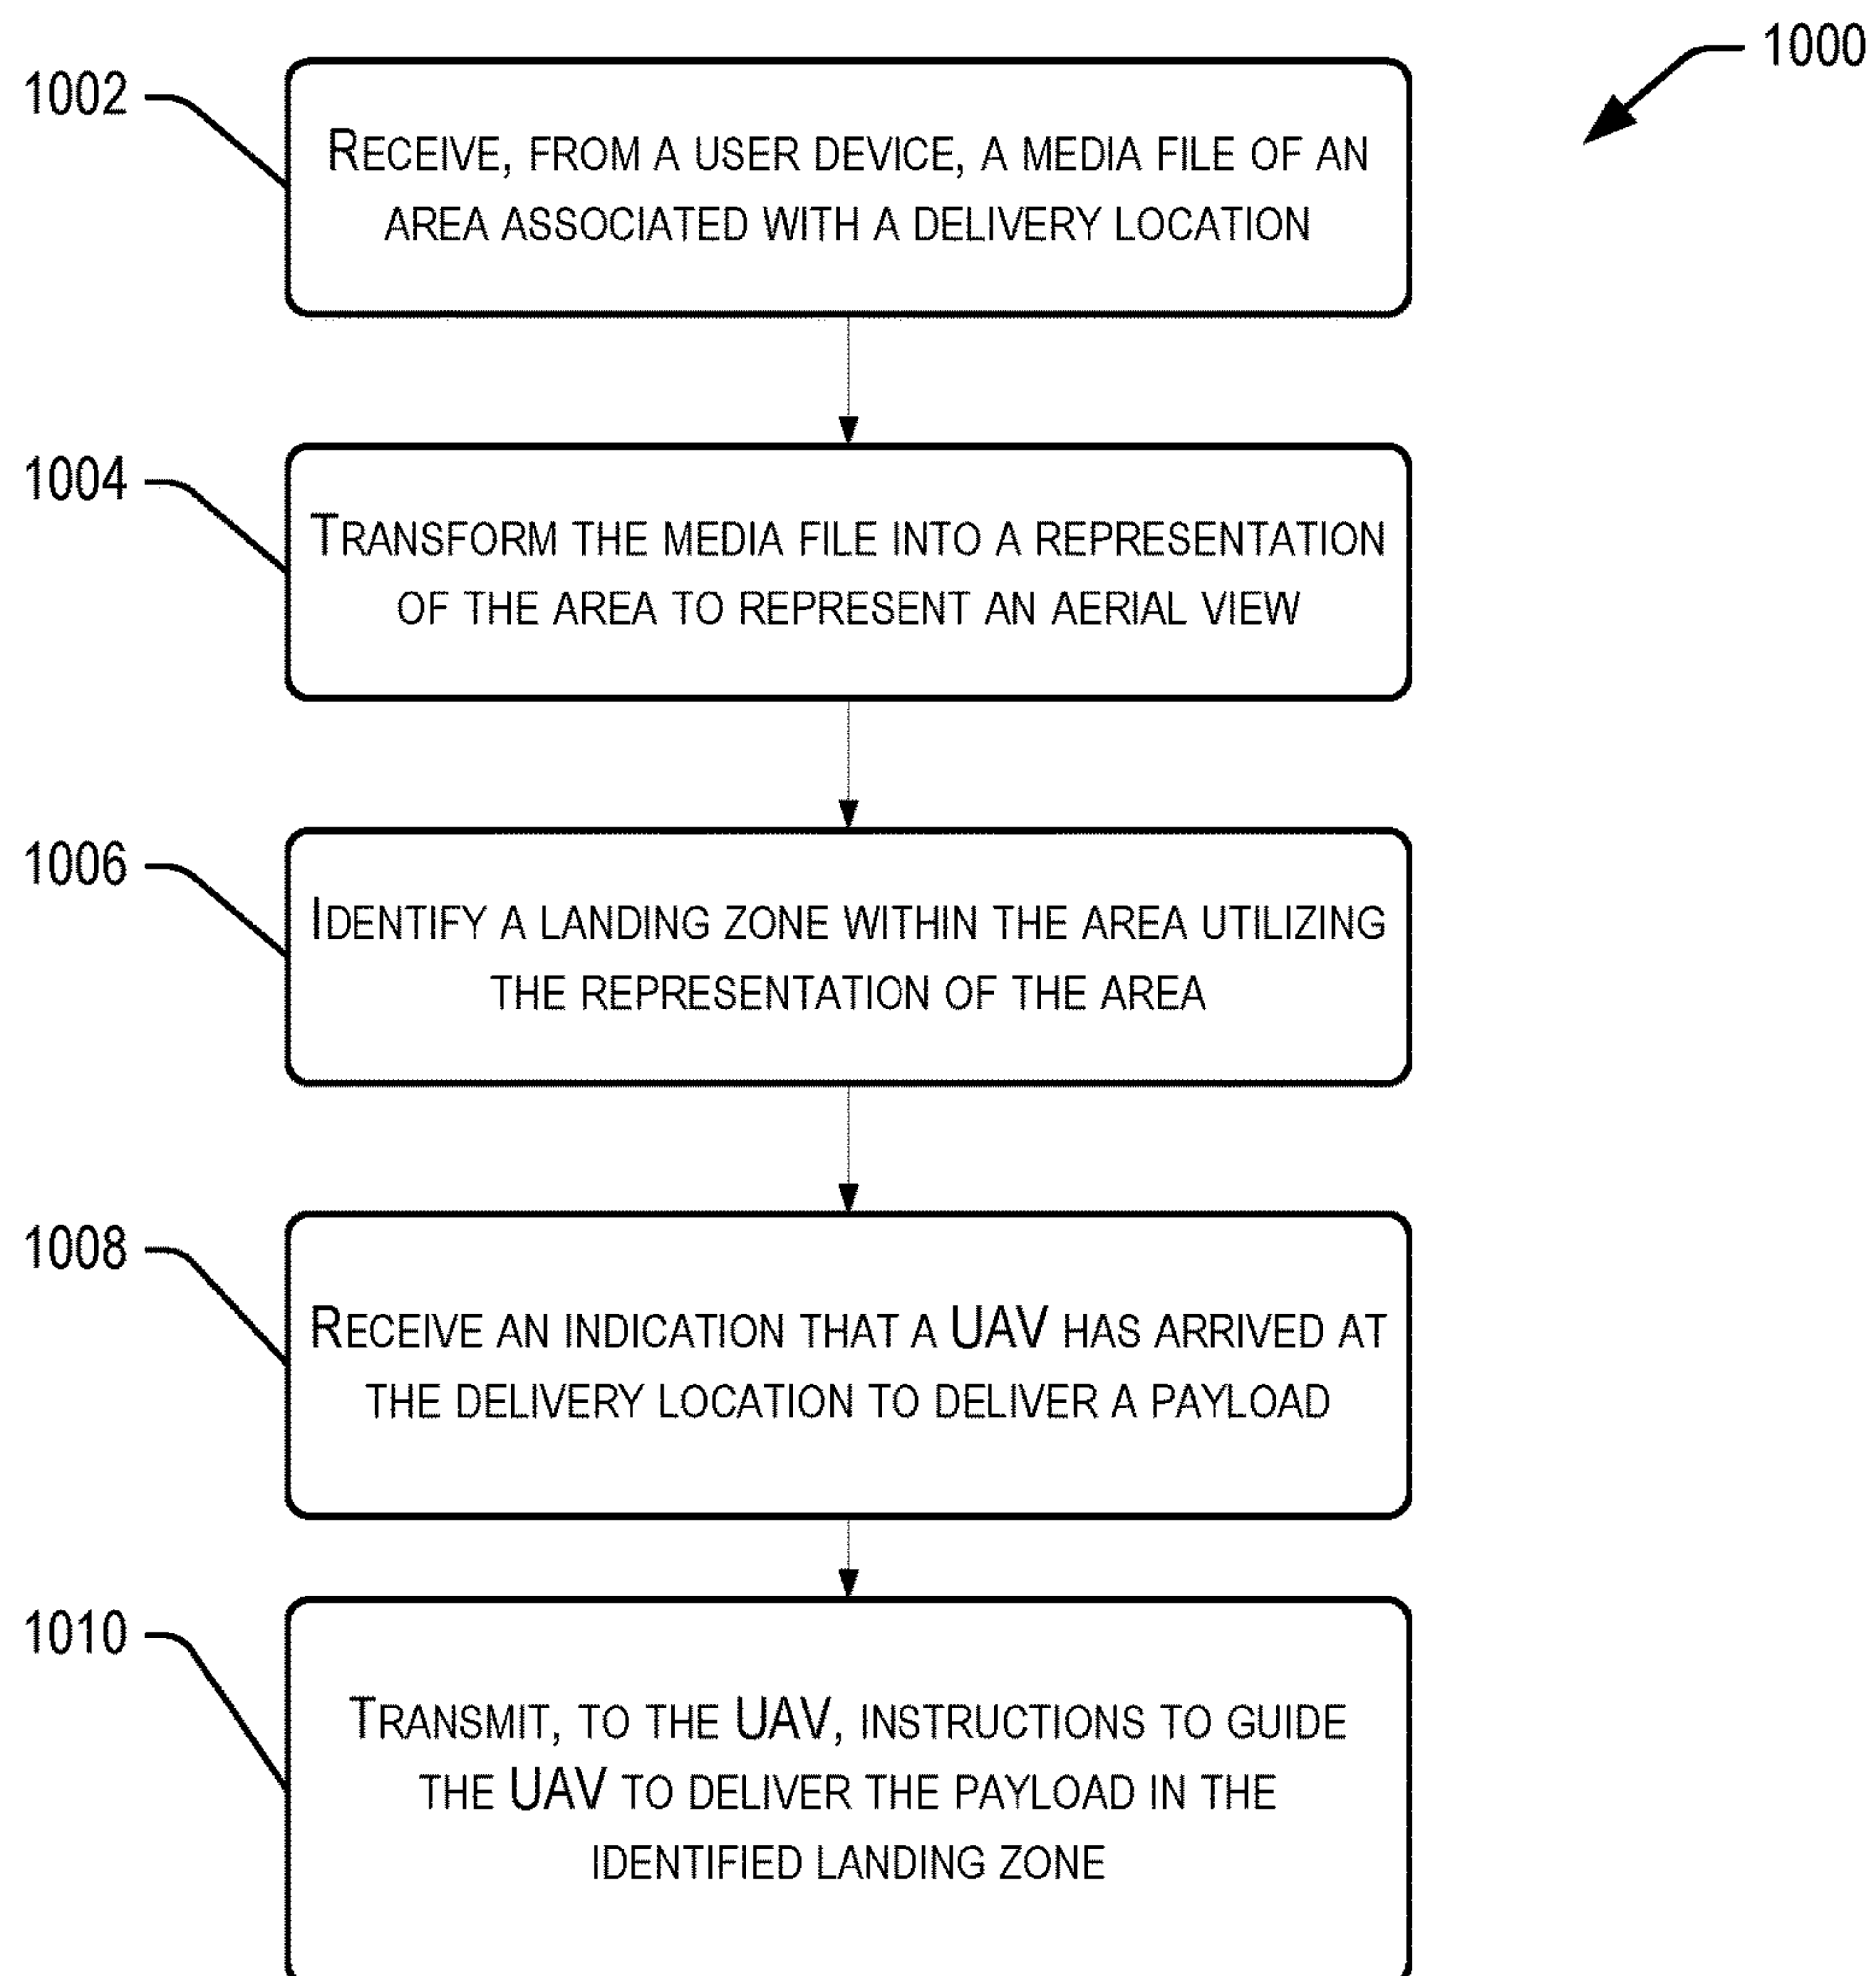 1000
1002
RECEIVE, FROM A USER DEVICE, A MEDIA FILE OF AN
AREA ASSOCIATED WITH A DELIVERY LOCATION
1004
TRANSFORM THE MEDIA FILE INTO A REPRESENTATION
OF THE AREA TO REPRESENT AN AERIAL VIEW
1006
IDENTIFY A LANDING ZONE WITHIN THE AREA UTILIZING
THE REPRESENTATION OF THE AREA
1008
RECEIVE AN INDICATION THAT A UAV HAS ARRIVED AT
THE DELIVERY LOCATION TO DELIVER A PAYLOAD
1010
TRANSMIT, TO THE UAV, INSTRUCTIONS TO GUIDE
THE UAV TO DELIVER THE PAYLOAD IN THE
IDENTIFIED LANDING ZONE